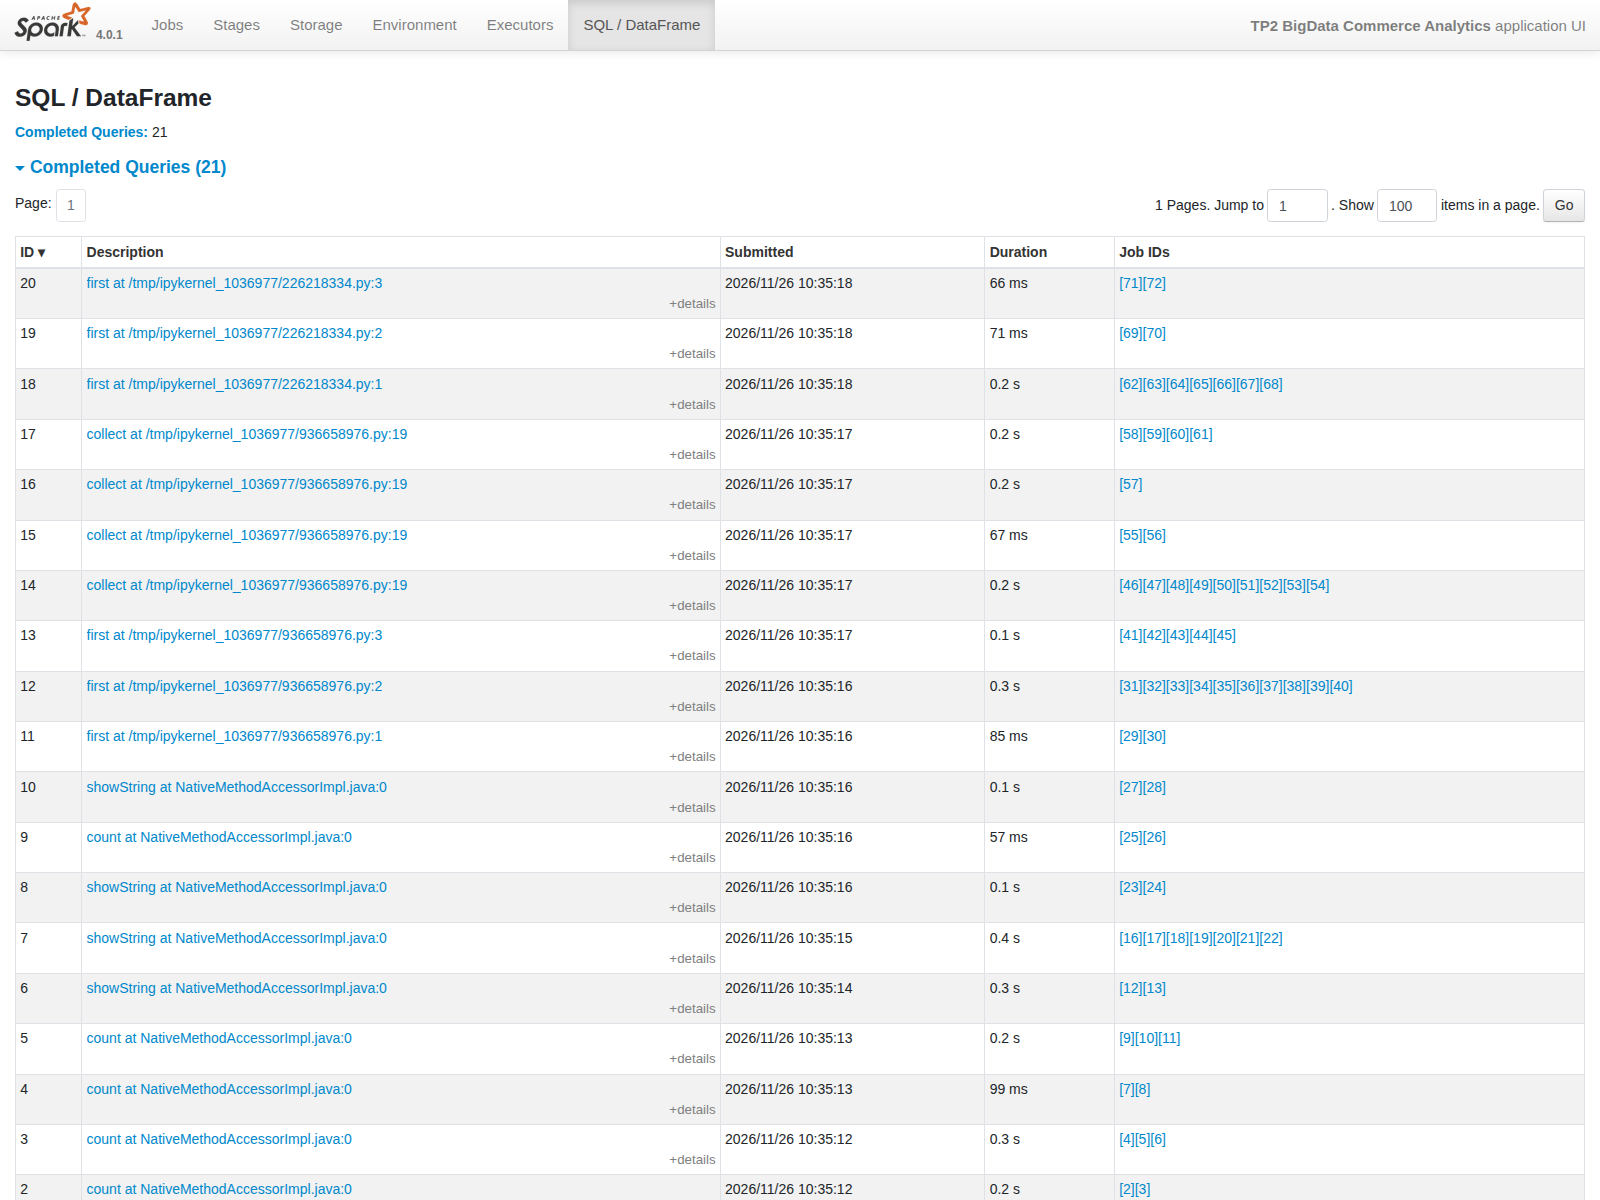 APACHE Spark 4.0.1 Jobs Stages Storage Environment Executors SQL / DataFrame TP2 BigData Commerce Analytics application UI
SQL / DataFrame
Completed Queries: 21
Completed Queries (21)
Page: 1 1 Pages. Jump to 1 . Show 100 items in a page. Go
ID ▾ Description Submitted Duration Job IDs
20 first at /tmp/ipykernel_1036977/226218334.py:3 2026/11/26 10:35:18 66 ms [71][72]
+details
19 first at /tmp/ipykernel_1036977/226218334.py:2 2026/11/26 10:35:18 71 ms [69][70]
+details
18 first at /tmp/ipykernel_1036977/226218334.py:1 2026/11/26 10:35:18 0.2 s [62][63][64][65][66][67][68]
+details
17 collect at /tmp/ipykernel_1036977/936658976.py:19 2026/11/26 10:35:17 0.2 s [58][59][60][61]
+details
16 collect at /tmp/ipykernel_1036977/936658976.py:19 2026/11/26 10:35:17 0.2 s [57]
+details
15 collect at /tmp/ipykernel_1036977/936658976.py:19 2026/11/26 10:35:17 67 ms [55][56]
+details
14 collect at /tmp/ipykernel_1036977/936658976.py:19 2026/11/26 10:35:17 0.2 s [46][47][48][49][50][51][52][53][54]
+details
13 first at /tmp/ipykernel_1036977/936658976.py:3 2026/11/26 10:35:17 0.1 s [41][42][43][44][45]
+details
12 first at /tmp/ipykernel_1036977/936658976.py:2 2026/11/26 10:35:16 0.3 s [31][32][33][34][35][36][37][38][39][40]
+details
11 first at /tmp/ipykernel_1036977/936658976.py:1 2026/11/26 10:35:16 85 ms [29][30]
+details
10 showString at NativeMethodAccessorImpl.java:0 2026/11/26 10:35:16 0.1 s [27][28]
+details
9 count at NativeMethodAccessorImpl.java:0 2026/11/26 10:35:16 57 ms [25][26]
+details
8 showString at NativeMethodAccessorImpl.java:0 2026/11/26 10:35:16 0.1 s [23][24]
+details
7 showString at NativeMethodAccessorImpl.java:0 2026/11/26 10:35:15 0.4 s [16][17][18][19][20][21][22]
+details
6 showString at NativeMethodAccessorImpl.java:0 2026/11/26 10:35:14 0.3 s [12][13]
+details
5 count at NativeMethodAccessorImpl.java:0 2026/11/26 10:35:13 0.2 s [9][10][11]
+details
4 count at NativeMethodAccessorImpl.java:0 2026/11/26 10:35:13 99 ms [7][8]
+details
3 count at NativeMethodAccessorImpl.java:0 2026/11/26 10:35:12 0.3 s [4][5][6]
+details
2 count at NativeMethodAccessorImpl.java:0 2026/11/26 10:35:12 0.2 s [2][3]